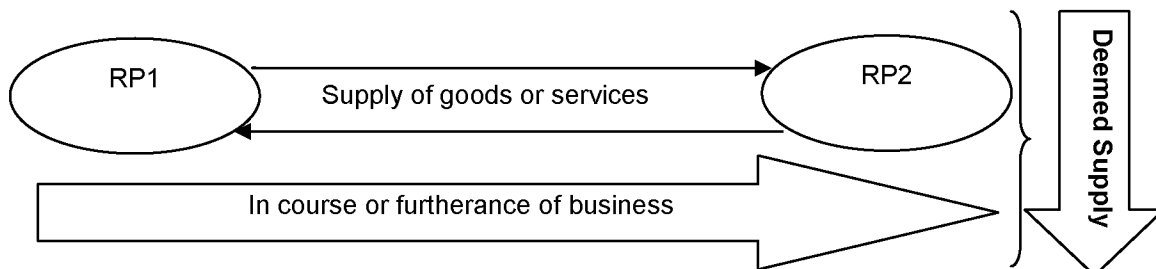 RP1
RP2
Supply of goods or services
In course or furtherance of business
Deemed Supply